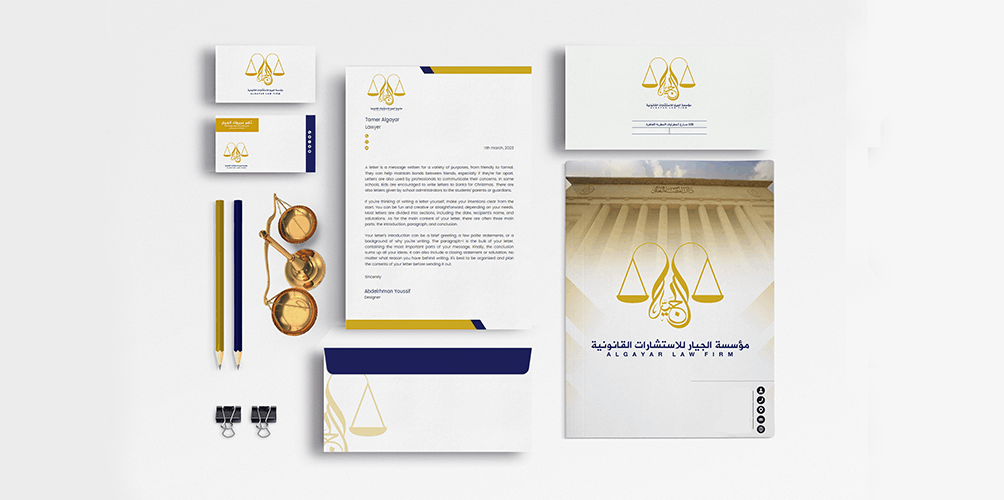 مؤسسة الجيار للاستشارات القانونية
ALGAYAR LAW FIRM
Tamer Algayar
Lawyer
11th March, 2023
A letter is a message written for a variety of purposes, from friendly to formal.
They can help maintain bonds between friends, especially if they're far apart.
Letters are also used by professionals to communicate their concerns. In some
schools, kids are encouraged to write letters to Santa for Christmas. There are
also letters given by school administrators to the students' parents or guardians.
If you're thinking of writing a letter yourself, make your intentions clear from the
start. You can be fun and creative or straightforward, depending on your needs.
Most letters are divided into sections, including the date, recipient's name, and
salutations. As for the main content of your letter, there are often three main
parts: the introduction, paragraph, and conclusion.
Your letter's introduction can be a brief greeting, a few polite statements, or a
background of why you're writing. The paragraph-1 is the bulk of your letter,
containing the most important parts of your message. Finally, the conclusion
sums up all your ideas. It can also include a closing statement or salutation. No
matter what reason you have behind writing, it's best to be organized and plan
the contents of your letter before sending it out.
Sincerely
Abdelrhman Youssif
Designer
مؤسسة الجيار للاستشارات القانونية
ALGAYAR LAW FIRM
الجيار
مؤسسة الجيار للاستشارات القانونية
ALGAYAR LAW FIRM